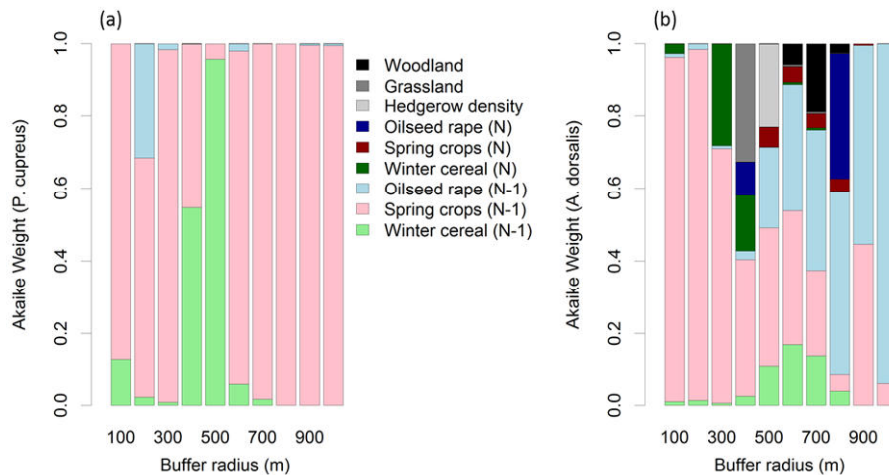 (a)
Akaike Weight (P. cupreus)
1.0
0.8
0.6
0.4
0.2
0.0
100 300 500 700 900
Buffer radius (m)
Woodland
Grassland
Hedgerow density
Oilseed rape (N)
Spring crops (N)
Winter cereal (N)
Oilseed rape (N-1)
Spring crops (N-1)
Winter cereal (N-1)
(b)
Akaike Weight (A. dorsalis)
1.0
0.8
0.6
0.4
0.2
0.0
100 300 500 700 900
Buffer radius (m)